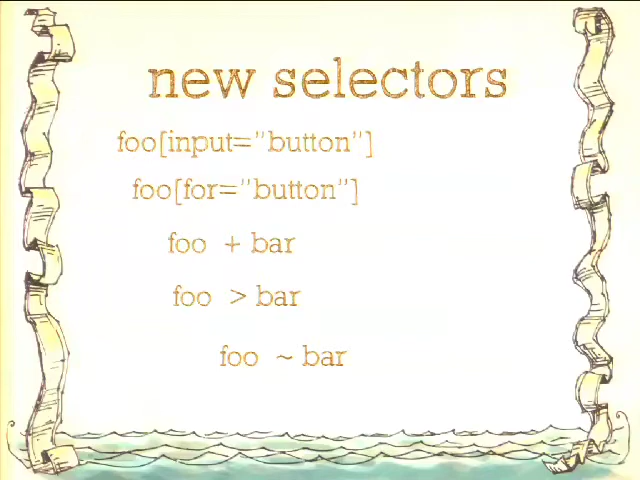 new selectors
foo[input="button"]
foo[for="button"]
foo + bar
foo > bar
foo ~ bar